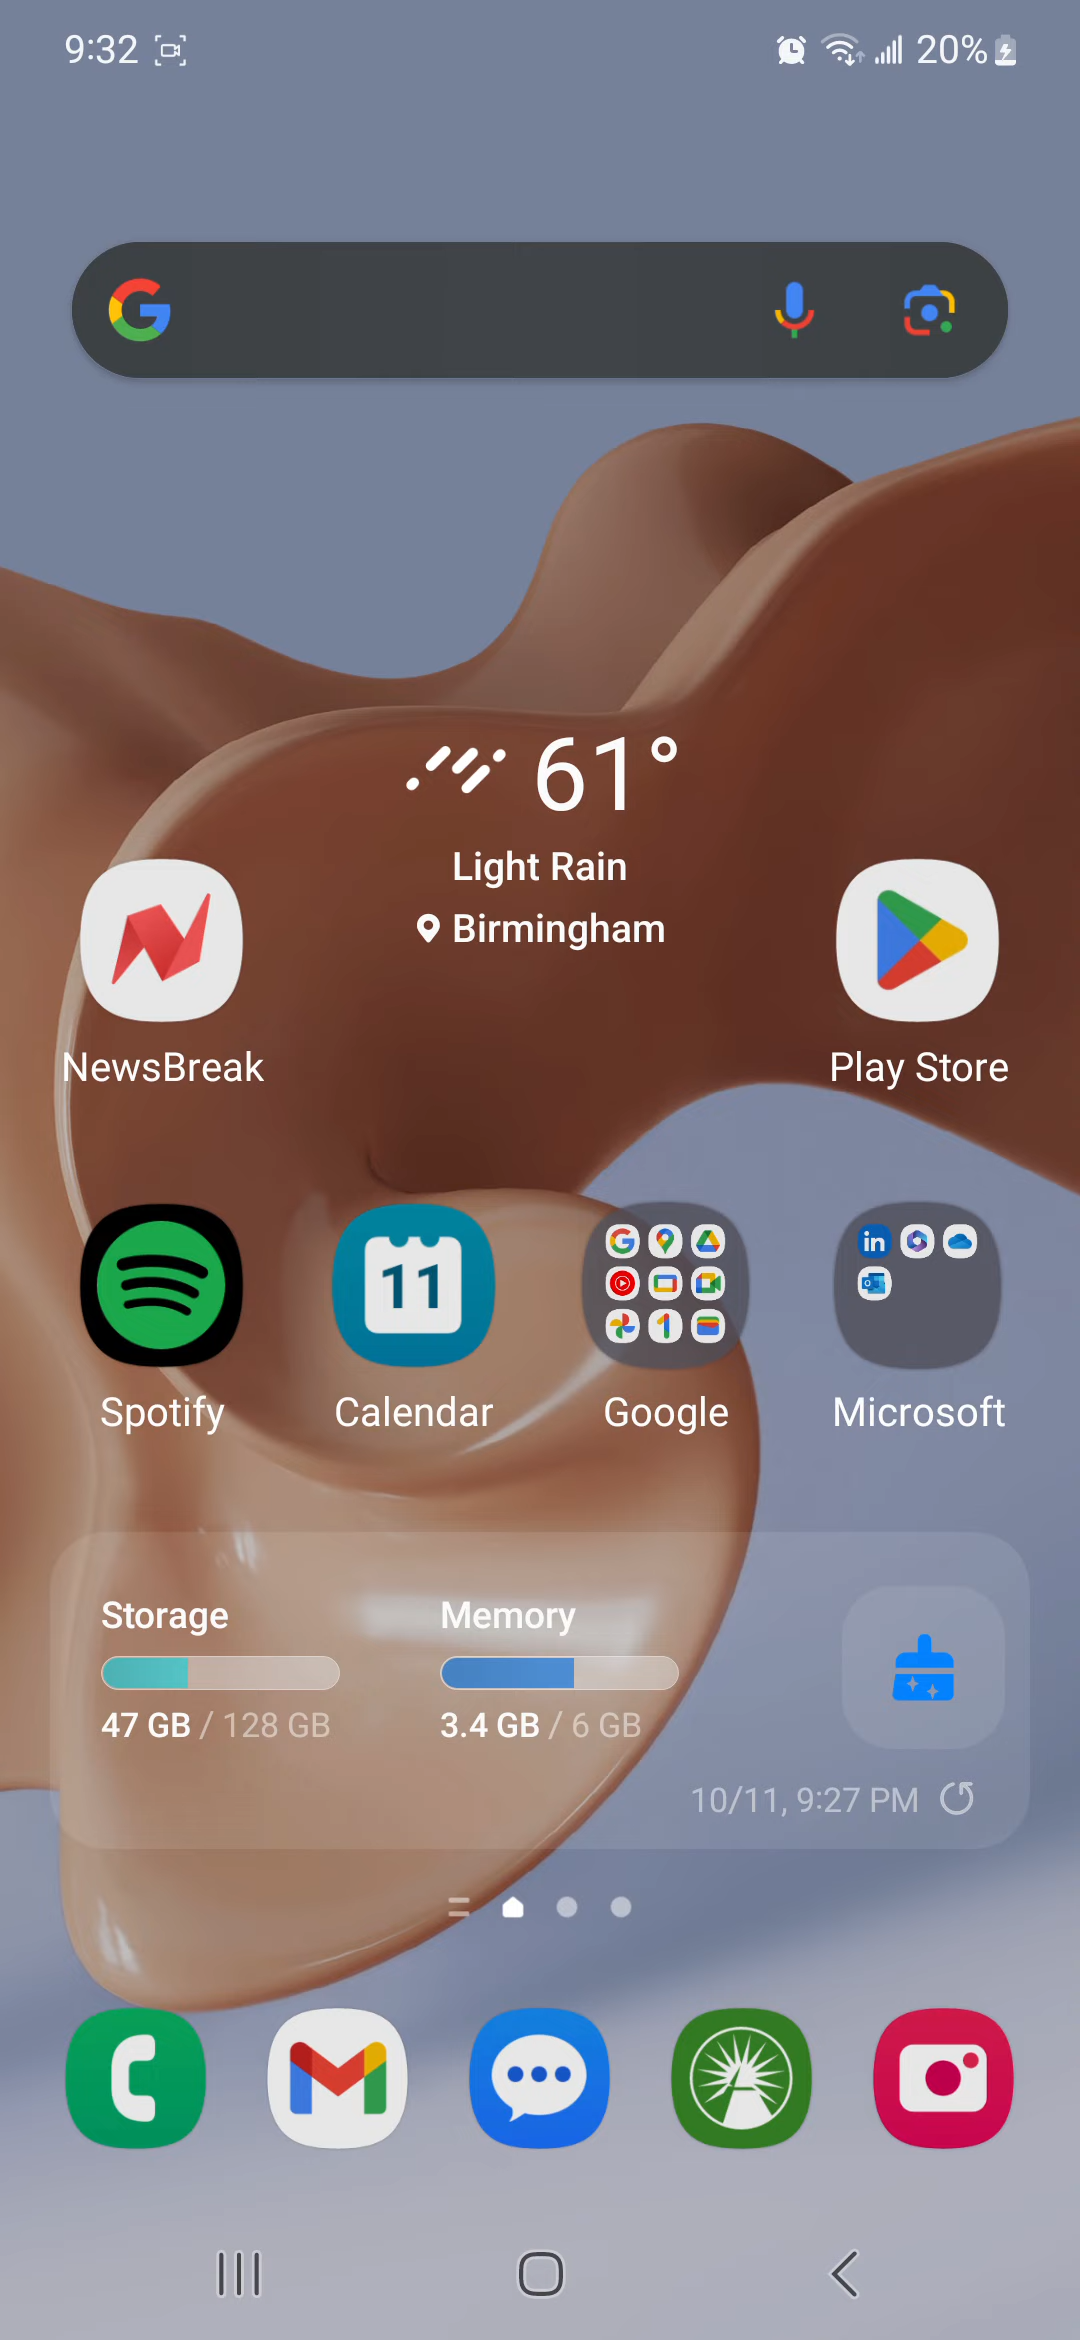 9:32 20%
61°
Light Rain
Birmingham
NewsBreak Play Store
11
in
Spotify Calendar Google Microsoft
Storage Memory
47 GB / 128 GB 3.4 GB / 6 GB
10/11, 9:27 PM